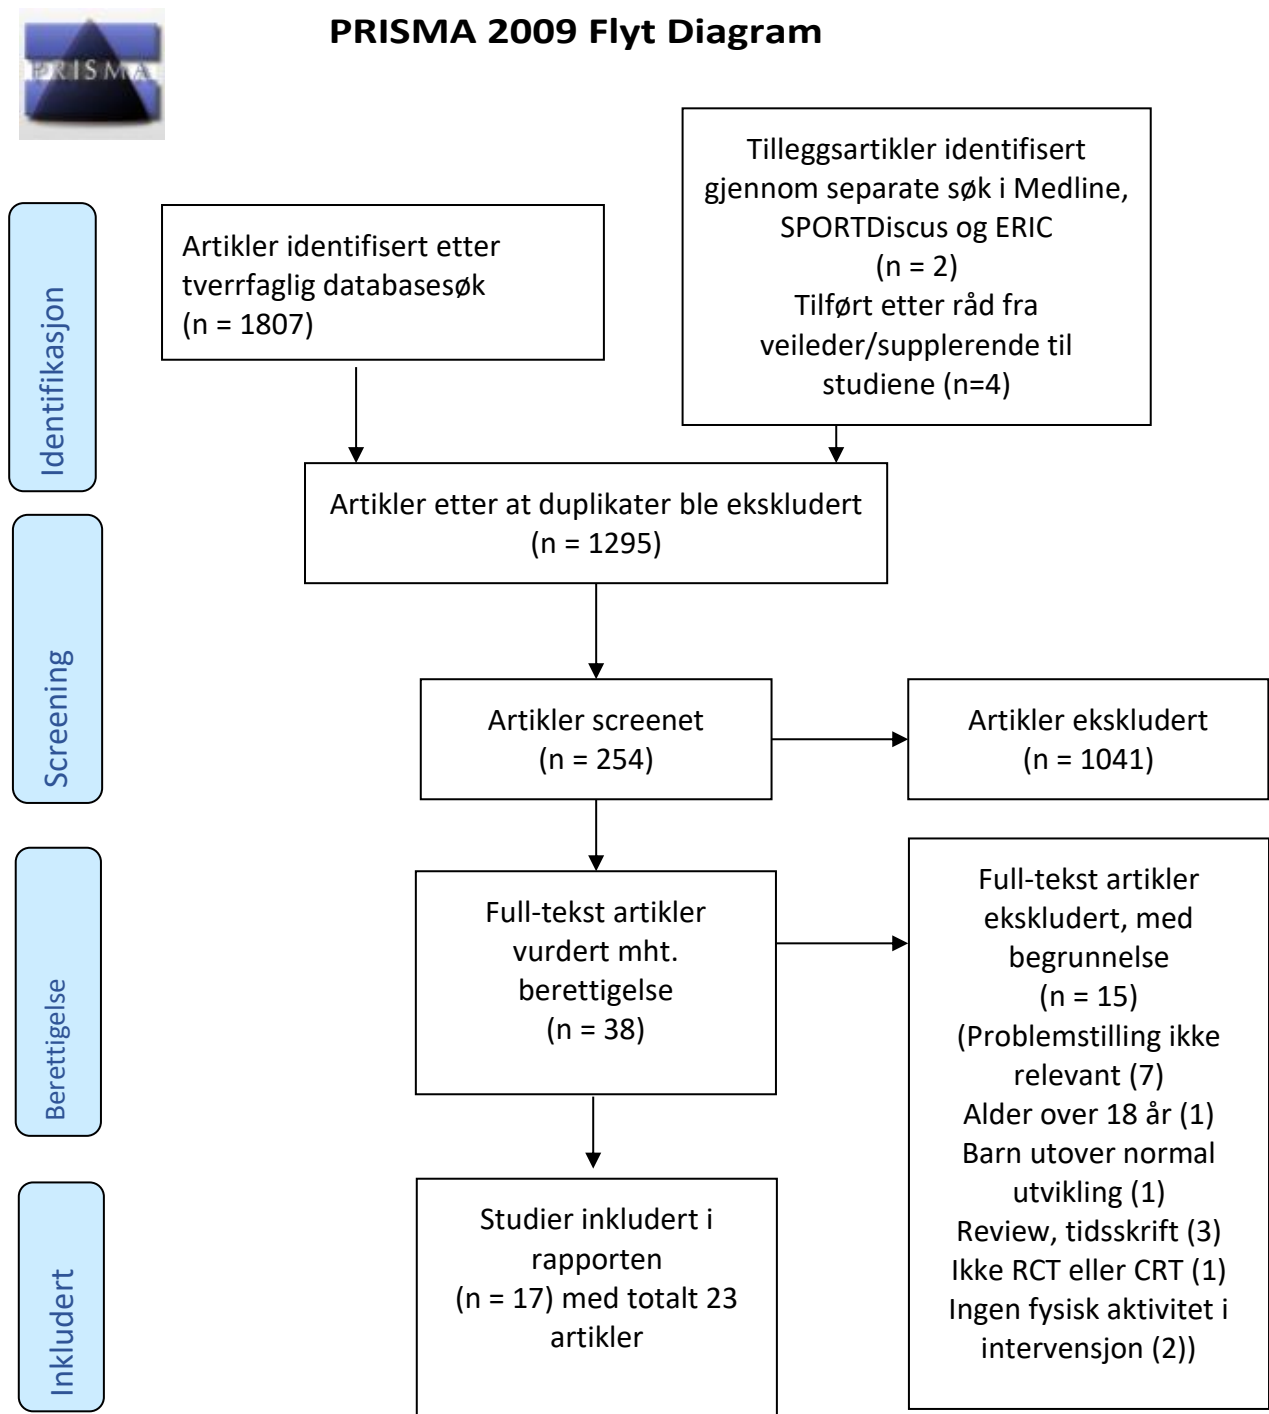 PRISMA 2009 Flyt Diagram
PRISMA
Identifikasjon
Artikler identifisert etter
tverrfaglig databasesøk
(n = 1807)
Tilleggsartikler identifisert
gjennom separate søk i Medline,
SPORTDiscus og ERIC
(n = 2)
Tilført etter råd fra
veileder/supplerende til
studiene (n=4)
Artikler etter at duplikater ble ekskludert
(n = 1295)
Screening
Artikler screenet
(n = 254)
Artikler ekskludert
(n = 1041)
Berettigelse
Full-tekst artikler
vurdert mht.
berettigelse
(n = 38)
Full-tekst artikler
ekskludert, med
begrunnelse
(n = 15)
(Problemstilling ikke
relevant (7)
Alder over 18 år (1)
Barn utover normal
utvikling (1)
Review, tidsskrift (3)
Ikke RCT eller CRT (1)
Ingen fysisk aktivitet i
intervensjon (2))
Inkludert
Studier inkludert i
rapporten
(n = 17) med totalt 23
artikler